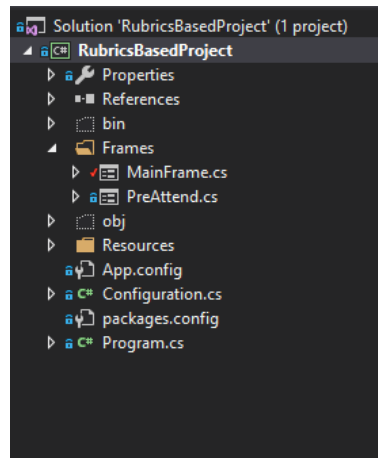 Solution 'RubricsBasedProject' (1 project)
C# RubricsBasedProject
Properties
References
bin
Frames
MainFrame.cs
PreAttend.cs
obj
Resources
App.config
C# Configuration.cs
packages.config
C# Program.cs